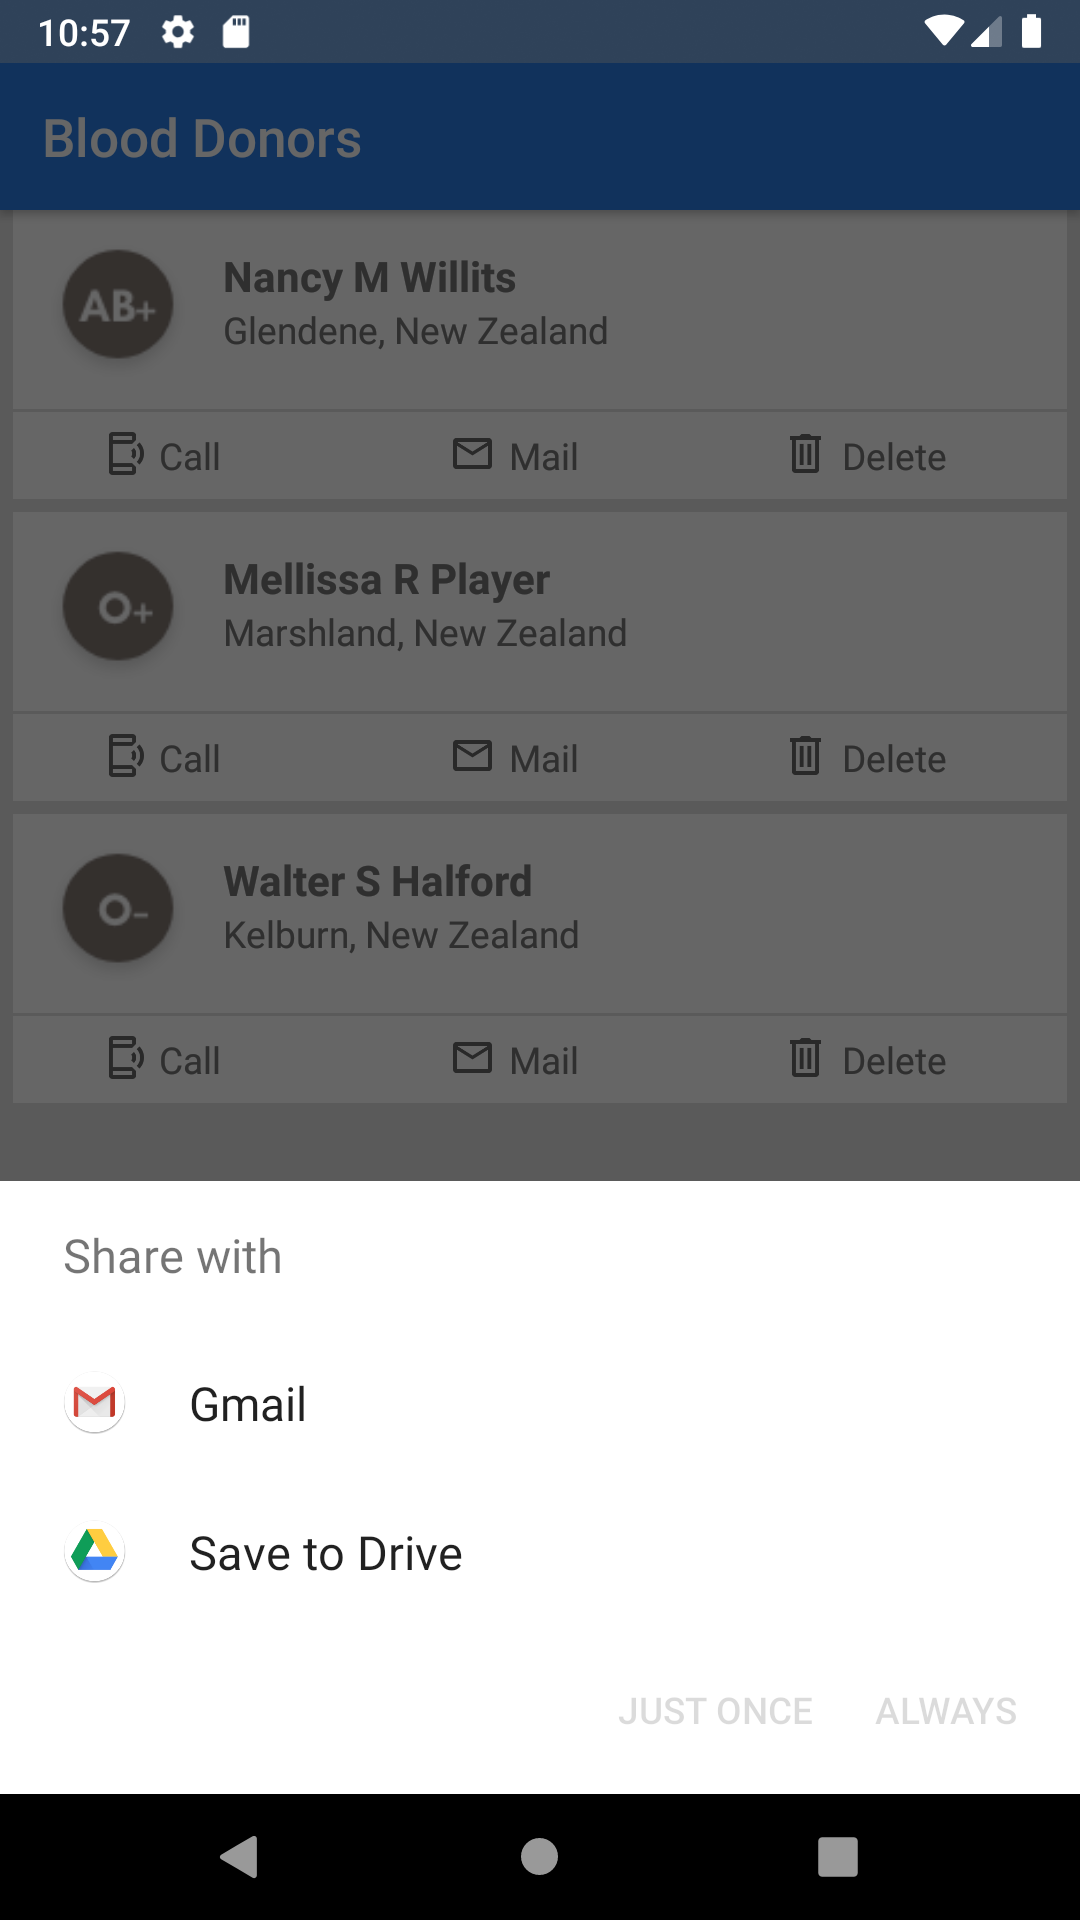 10:57
Blood Donors
AB+
Nancy M Willits
Glendene, New Zealand
Call Mail Delete
O+
Mellissa R Player
Marshland, New Zealand
Call Mail Delete
O-
Walter S Halford
Kelburn, New Zealand
Call Mail Delete
Share with
Gmail
Save to Drive
JUST ONCE ALWAYS